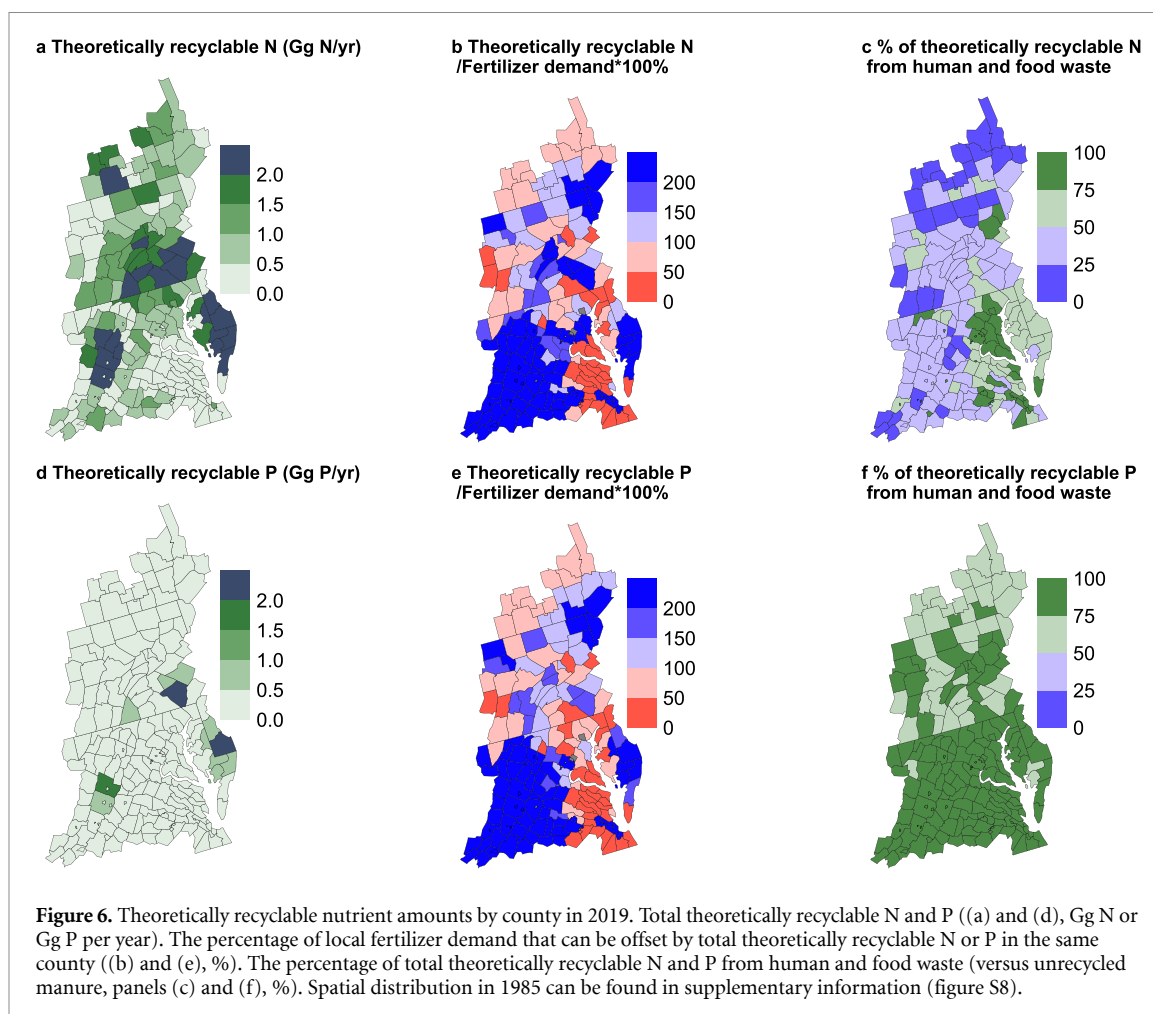 a Theoretically recyclable N (Gg N/yr)
b Theoretically recyclable N
/Fertilizer demand*100%
c % of theoretically recyclable N
from human and food waste
2.0
1.5
1.0
0.5
0.0
200
150
100
50
0
100
75
50
25
0
d Theoretically recyclable P (Gg P/yr)
e Theoretically recyclable P
/Fertilizer demand*100%
f % of theoretically recyclable P
from human and food waste
2.0
1.5
1.0
0.5
0.0
200
150
100
50
0
100
75
50
25
0
Figure 6. Theoretically recyclable nutrient amounts by county in 2019. Total theoretically recyclable N and P ((a) and (d), Gg N or
Gg P per year). The percentage of local fertilizer demand that can be offset by total theoretically recyclable N or P in the same
county ((b) and (e), %). The percentage of total theoretically recyclable N and P from human and food waste (versus unrecycled
manure, panels (c) and (f), %). Spatial distribution in 1985 can be found in supplementary information (figure S8).